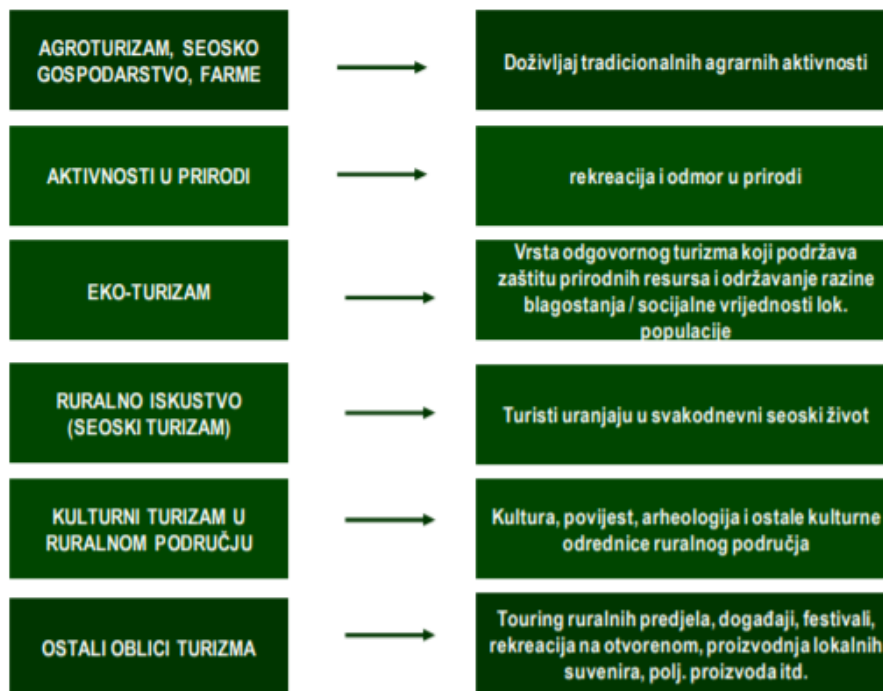 AGROTURIZAM, SEOSKO
GOSPODARSTVO, FARME
Doživljaj tradicionalnih agrarnih aktivnosti
AKTIVNOSTI U PRIRODI
rekreacija i odmor u prirodi
EKO-TURIZAM
Vrsta odgovornog turizma koji podržava
zaštitu prirodnih resursa i održavanje razine
blagostanja / socijalne vrijednosti lok.
populacije
RURALNO ISKUSTVO
(SEOSKI TURIZAM)
Turisti uranjaju u svakodnevni seoski život
KULTURNI TURIZAM U
RURALNOM PODRUČJU
Kultura, povijest, arheologija i ostale kulturne
odrednice ruralnog područja
OSTALI OBLICI TURIZMA
Touring ruralnih predjela, događaji, festivali,
rekreacija na otvorenom, proizvodnja lokalnih
suvenira, polj. proizvoda itd.